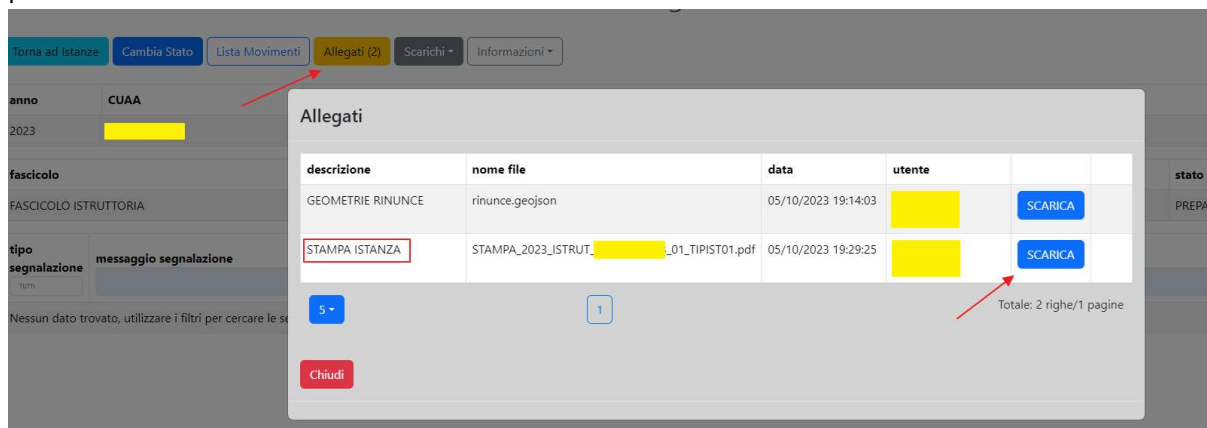 Torna ad Istanze Cambia Stato Lista Movimenti Allegati (2) Scarichi Informazioni
anno CUAA
2023
fascicolo stato
FASCICOLO ISTRUTTORIA PREPA
tipo segnalazione messaggio segnalazione
Nessun dato trovato, utilizzare i filtri per cercare le se
Allegati
descrizione nome file data utente
GEOMETRIE RINUNCE rinunce.geojson 05/10/2023 19:14:03 SCARICA
STAMPA ISTANZA STAMPA_2023_ISTRUT_ _01_TIPIST01.pdf 05/10/2023 19:29:25 SCARICA
5 1 Totale: 2 righe/1 pagine
Chiudi